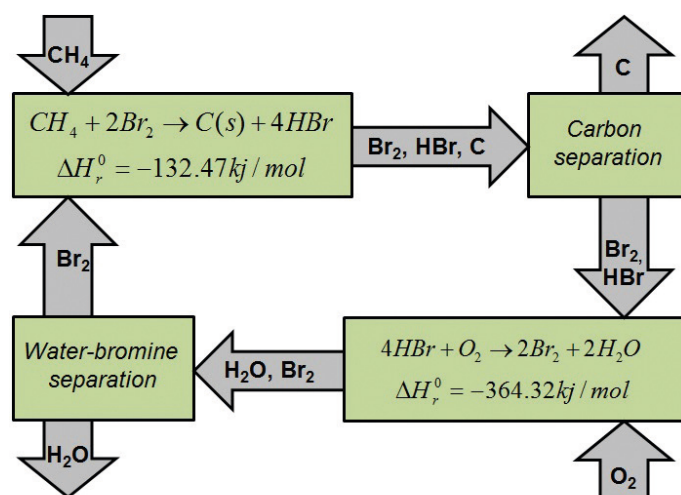 CH₄
C
CH₄ + 2Br₂ → C(s) + 4HBr
ΔH⁰ᵣ = −132.47kj / mol
Br₂, HBr, C
Carbon
separation
Br₂
Br₂,
HBr
Water-bromine
separation
H₂O, Br₂
4HBr + O₂ → 2Br₂ + 2H₂O
ΔH⁰ᵣ = −364.32kj / mol
H₂O
O₂